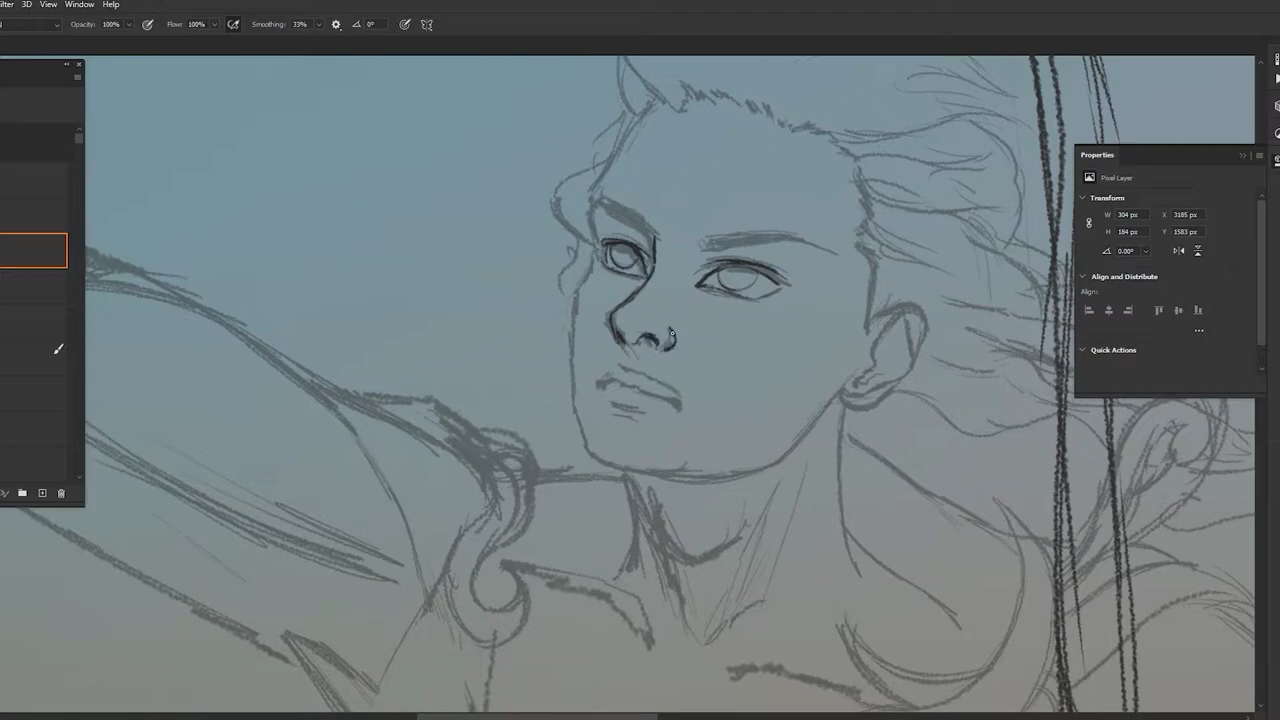 3D View Window Help
Opacity: 100% Flow: 100% Smoothing: 33% 0°
Properties
Pixel Layer
Transform
W 304 px X 3185 px
H 184 px Y 1583 px
0.00°
Align and Distribute
Align:
Quick Actions